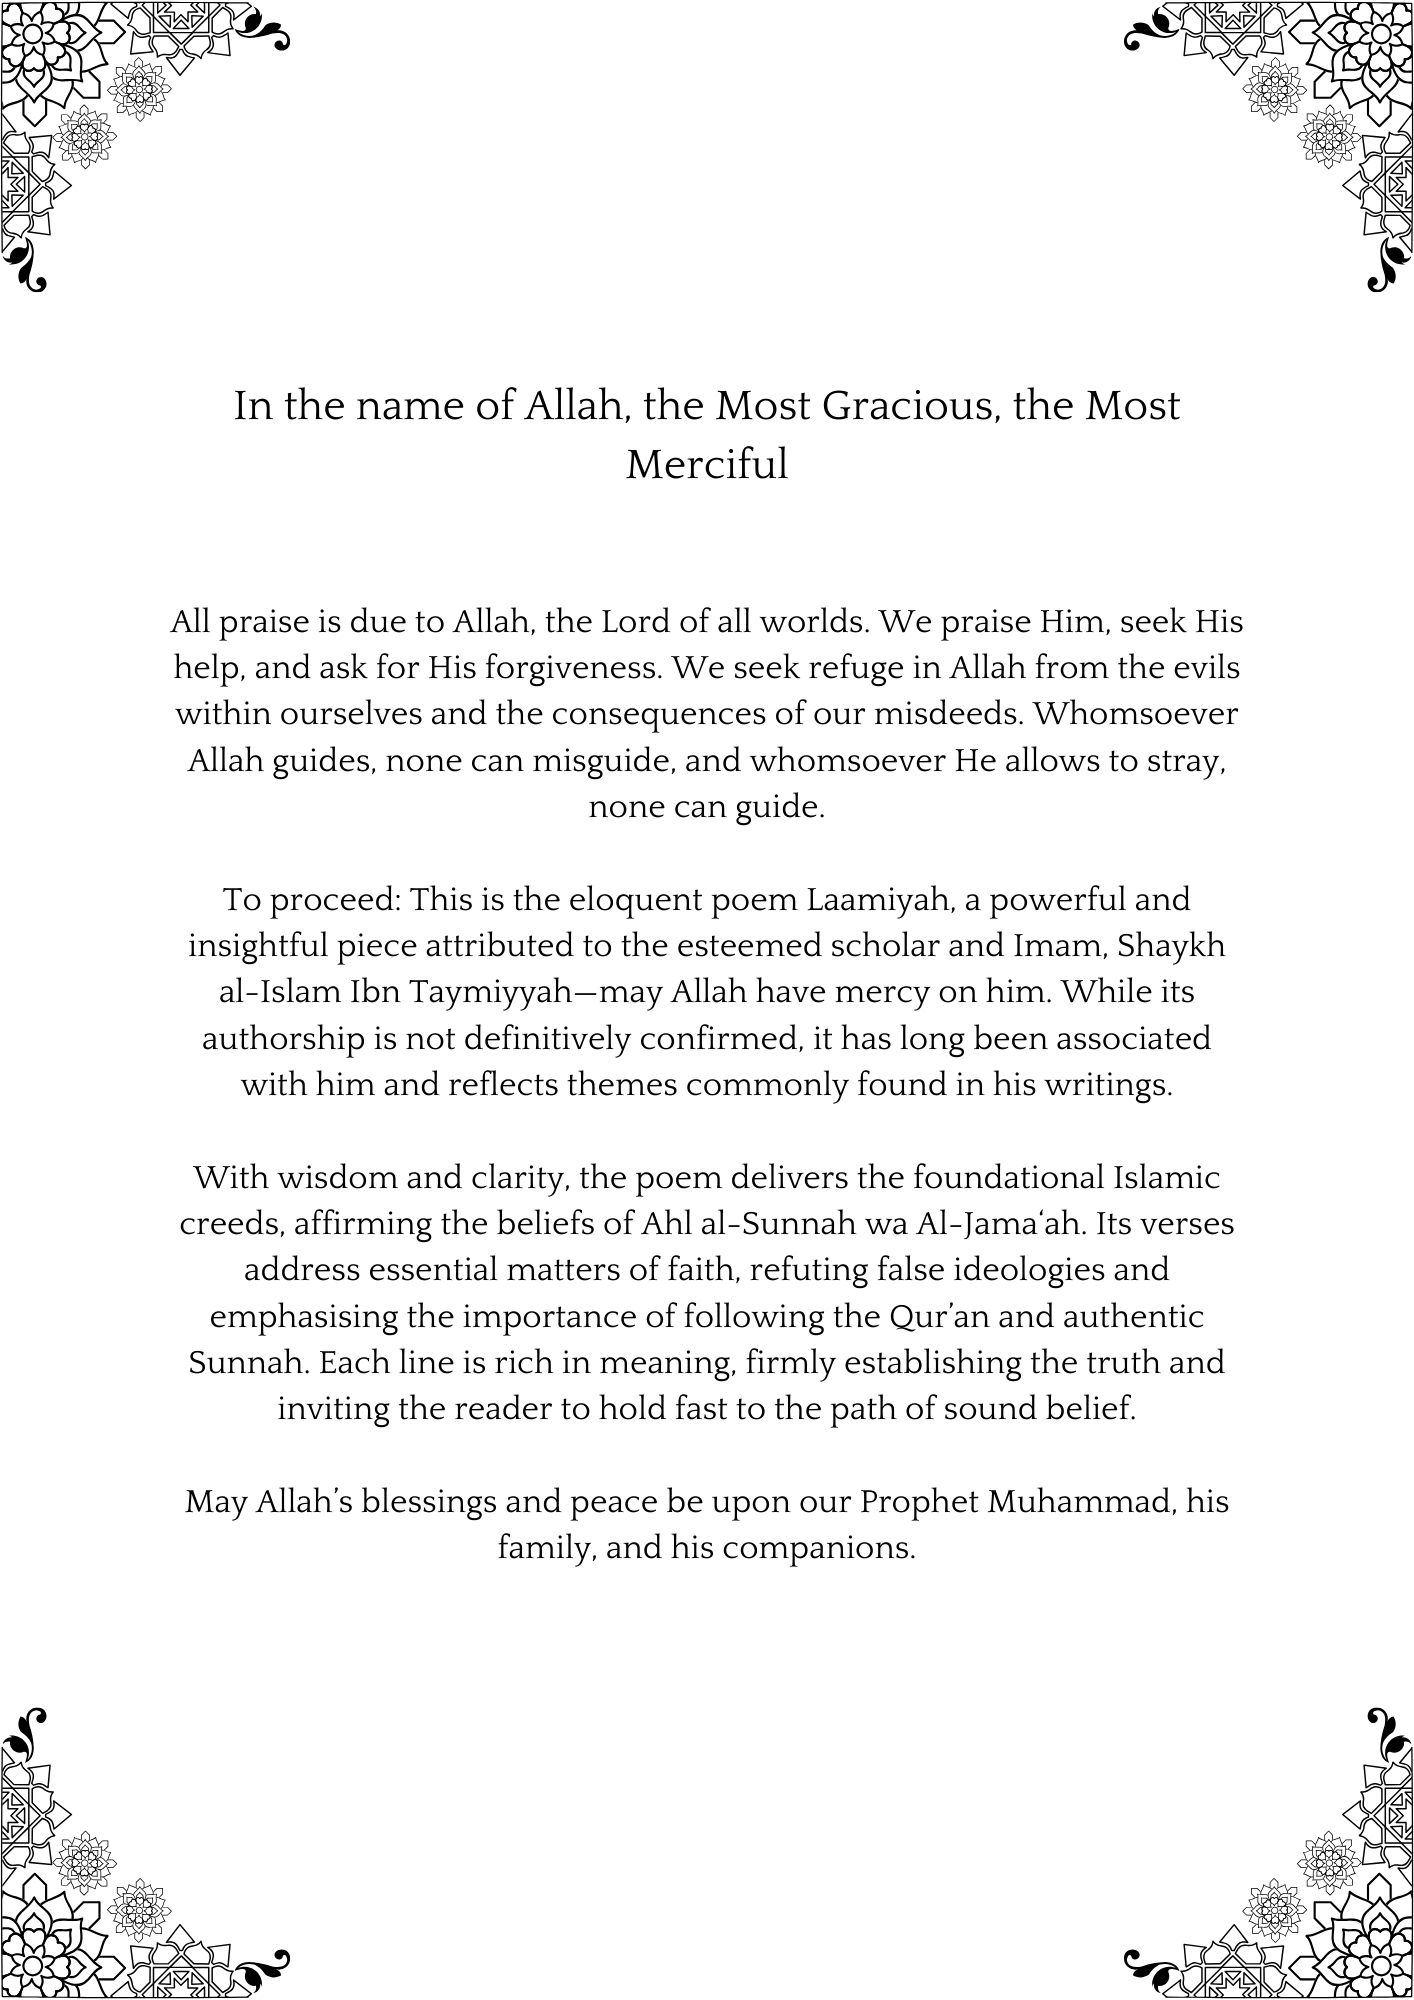 In the name of Allah, the Most Gracious, the Most
Merciful
All praise is due to Allah, the Lord of all worlds. We praise Him, seek His
help, and ask for His forgiveness. We seek refuge in Allah from the evils
within ourselves and the consequences of our misdeeds. Whomsoever
Allah guides, none can misguide, and whomsoever He allows to stray,
none can guide.
To proceed: This is the eloquent poem Laamiyah, a powerful and
insightful piece attributed to the esteemed scholar and Imam, Shaykh
al-Islam Ibn Taymiyyah—may Allah have mercy on him. While its
authorship is not definitively confirmed, it has long been associated
with him and reflects themes commonly found in his writings.
With wisdom and clarity, the poem delivers the foundational Islamic
creeds, affirming the beliefs of Ahl al-Sunnah wa Al-Jama‘ah. Its verses
address essential matters of faith, refuting false ideologies and
emphasising the importance of following the Qur’an and authentic
Sunnah. Each line is rich in meaning, firmly establishing the truth and
inviting the reader to hold fast to the path of sound belief.
May Allah’s blessings and peace be upon our Prophet Muhammad, his
family, and his companions.